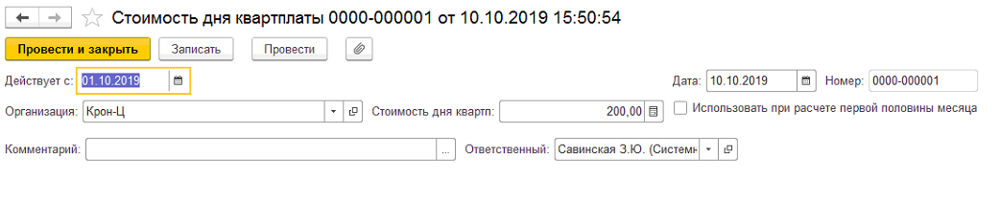 Стоимость дня квартплаты 0000-000001 от 10.10.2019 15:50:54
Провести и закрыть Записать Провести
Действует с: 01.10.2019 Дата: 10.10.2019 Номер: 0000-000001
Организация: Крон-Ц Стоимость дня квартп: 200,00 Использовать при расчете первой половины месяца
Комментарий: ... Ответственный: Савинская З.Ю. (Системн